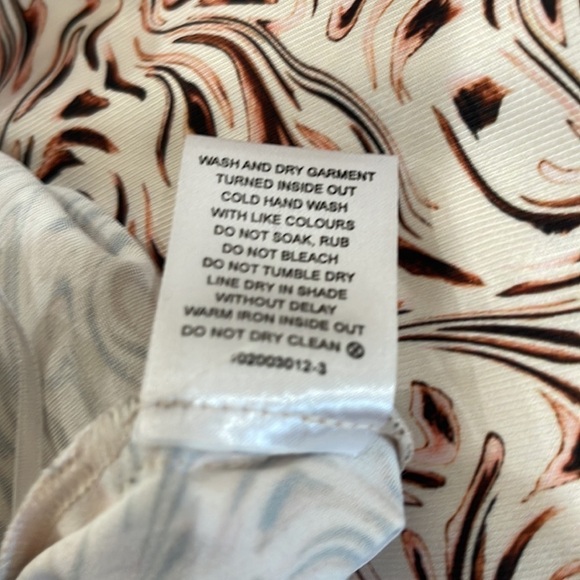 WASH AND DRY GARMENT
TURNED INSIDE OUT
COLD HAND WASH
WITH LIKE COLOURS
DO NOT SOAK, RUB
DO NOT BLEACH
DO NOT TUMBLE DRY
LINE DRY IN SHADE
WITHOUT DELAY
WARM IRON INSIDE OUT
DO NOT DRY CLEAN
02003012-3